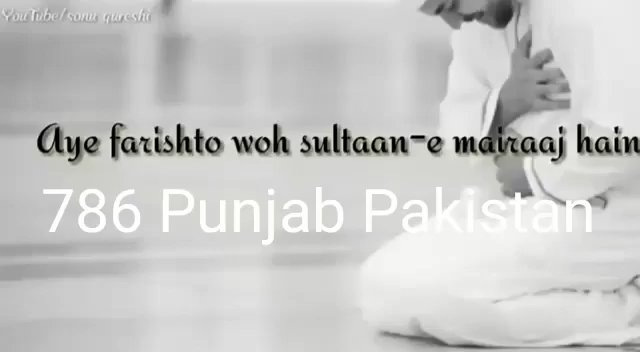 YouTube/sonu qureshi
Aye farishto woh sultaan-e mairaaj hain
786 Punjab Pakistan